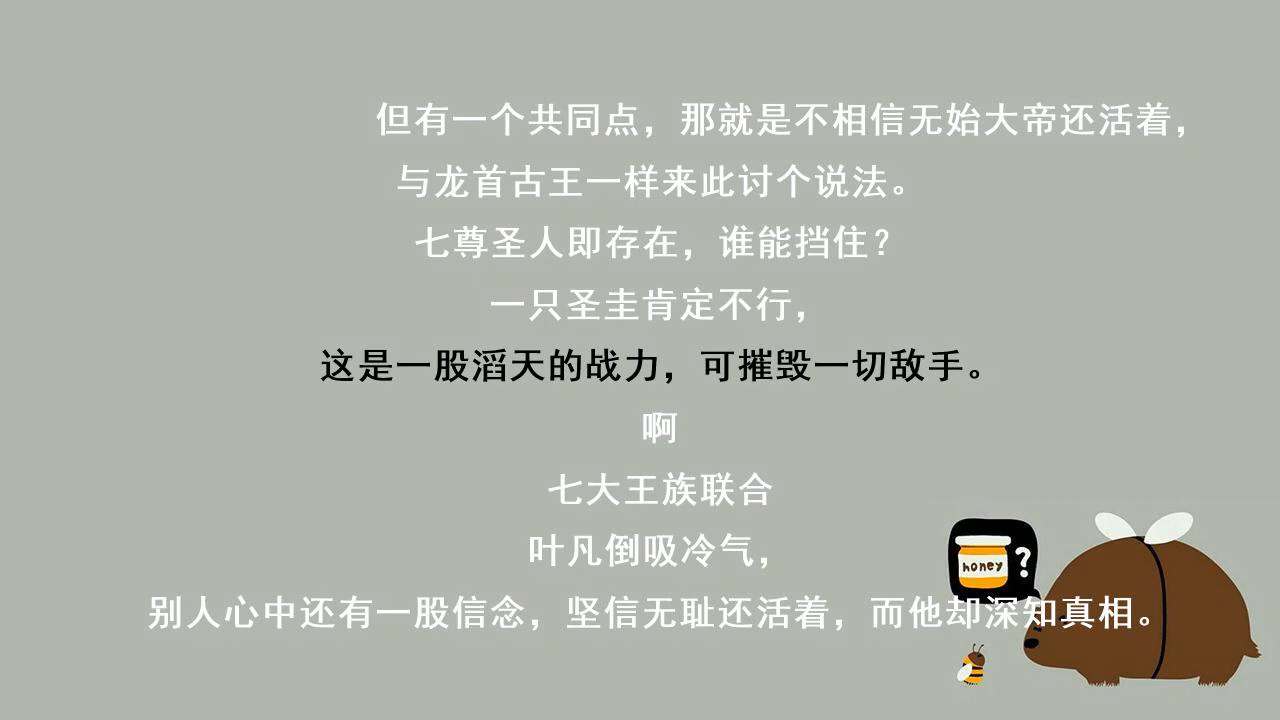 但有一个共同点，那就是不相信无始大帝还活着，
与龙首古王一样来此讨个说法。
七尊圣人即存在，谁能挡住？
一只圣圭肯定不行，
这是一股滔天的战力，可摧毁一切敌手。
啊
七大王族联合
叶凡倒吸冷气，
honey?
别人心中还有一股信念，坚信无耻还活着，而他却深知真相。